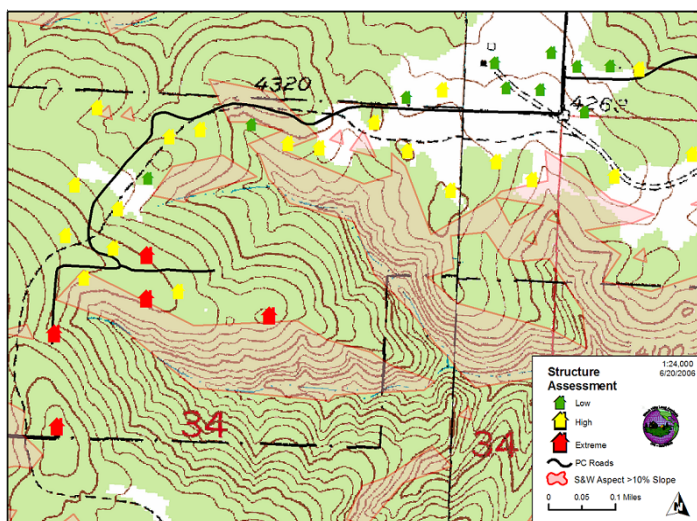 4320
4268
4100
34
34
1:24,000
6/20/2006
Structure
Assessment
Low
High
Extreme
PC Roads
S&W Aspect >10% Slope
0 0.05 0.1 Miles
N